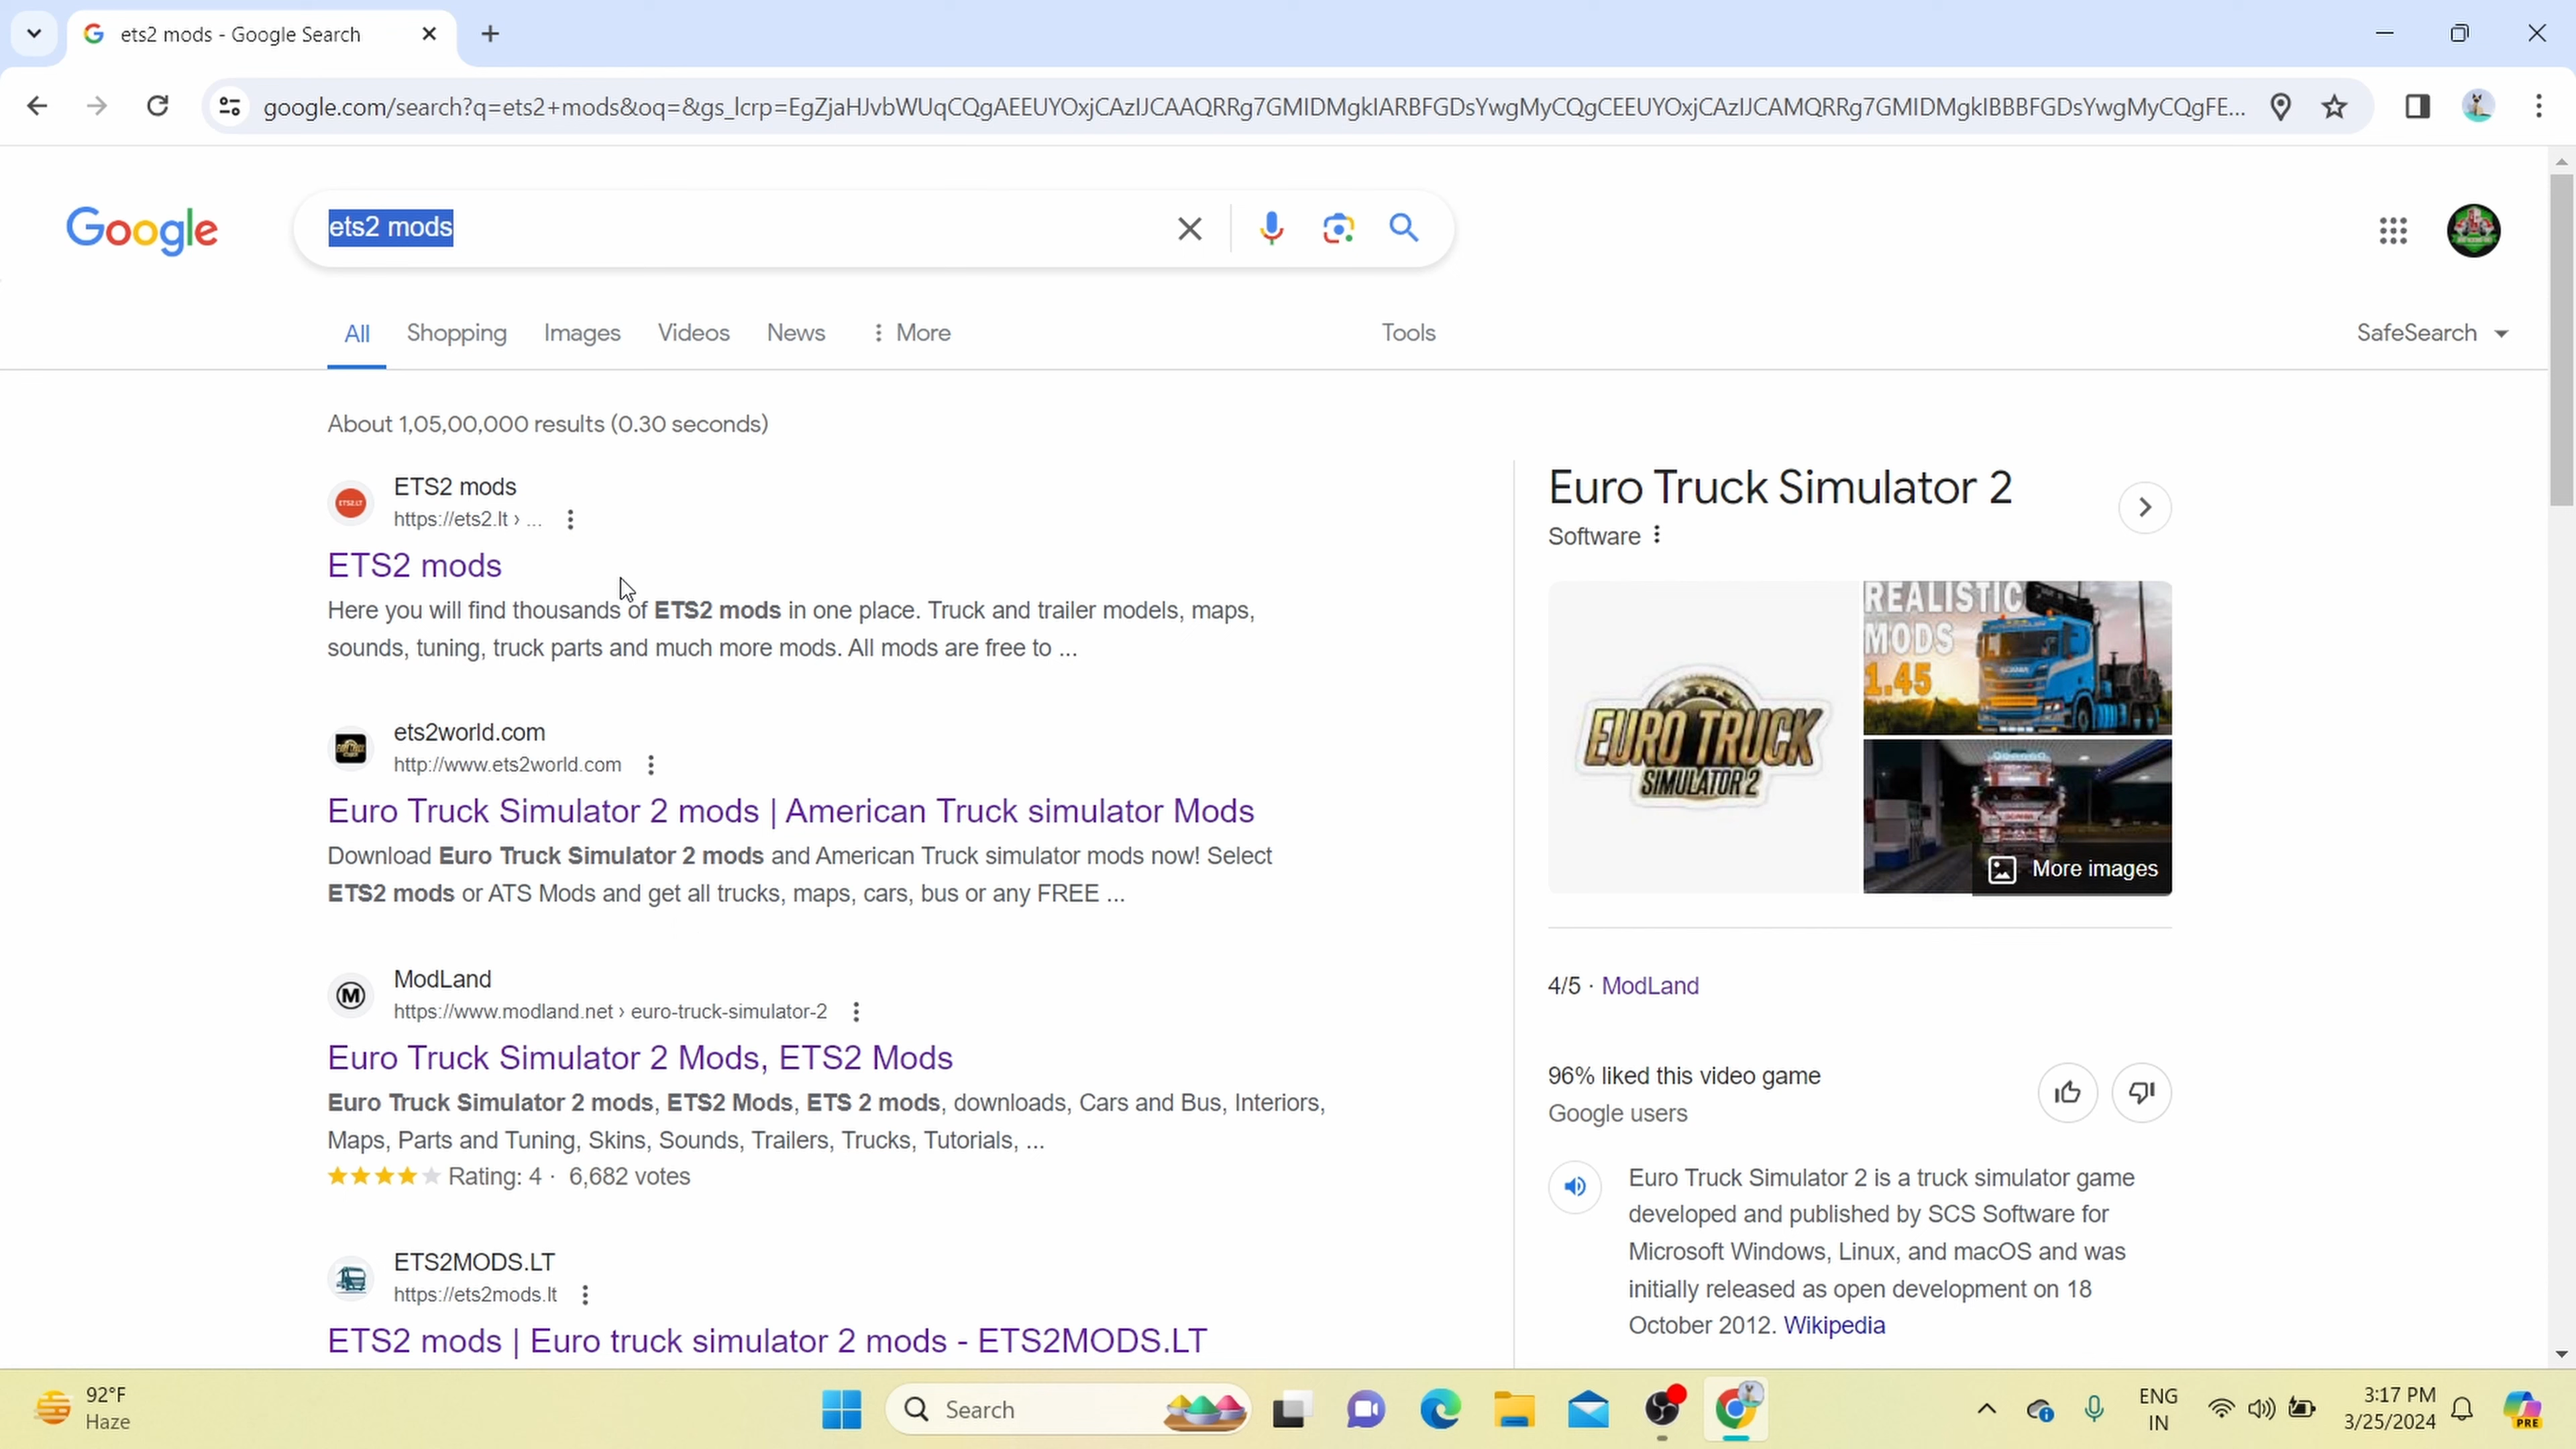 ets2 mods - Google Search
google.com/search?q=ets2+mods&oq=&gs_lcrp=EgZjaHJvbWUqCQgAEEUYOxjCAzIJCAAQRRg7GMIDMgkIARBFGDsYwgMyCQgCEEUYOxjCAzIJCAMQRRg7GMIDMgkIBBBFGDsYwgMyCQgFE...
Google
ets2 mods
All
Shopping
Images
Videos
News
More
Tools
SafeSearch
About 1,05,00,000 results (0.30 seconds)
ETS2.LT
ETS2 mods
https://ets2.lt › ...
ETS2 mods
Here you will find thousands of ETS2 mods in one place. Truck and trailer models, maps,
sounds, tuning, truck parts and much more mods. All mods are free to ...
ets2world.com
http://www.ets2world.com
Euro Truck Simulator 2 mods | American Truck simulator Mods
Download Euro Truck Simulator 2 mods and American Truck simulator mods now! Select
ETS2 mods or ATS Mods and get all trucks, maps, cars, bus or any FREE ...
M
ModLand
https://www.modland.net › euro-truck-simulator-2
Euro Truck Simulator 2 Mods, ETS2 Mods
Euro Truck Simulator 2 mods, ETS2 Mods, ETS 2 mods, downloads, Cars and Bus, Interiors,
Maps, Parts and Tuning, Skins, Sounds, Trailers, Trucks, Tutorials, ...
Rating: 4 · 6,682 votes
ETS2MODS.LT
https://ets2mods.lt
ETS2 mods | Euro truck simulator 2 mods - ETS2MODS.LT
Euro Truck Simulator 2
Software
EURO TRUCK
SIMULATOR 2
REALISTIC
MODS
1.45
SCANIA
More images
4/5 · ModLand
96% liked this video game
Google users
Euro Truck Simulator 2 is a truck simulator game
developed and published by SCS Software for
Microsoft Windows, Linux, and macOS and was
initially released as open development on 18
October 2012. Wikipedia
92°F
Haze
Search
ENG
IN
3:17 PM
3/25/2024
PRE